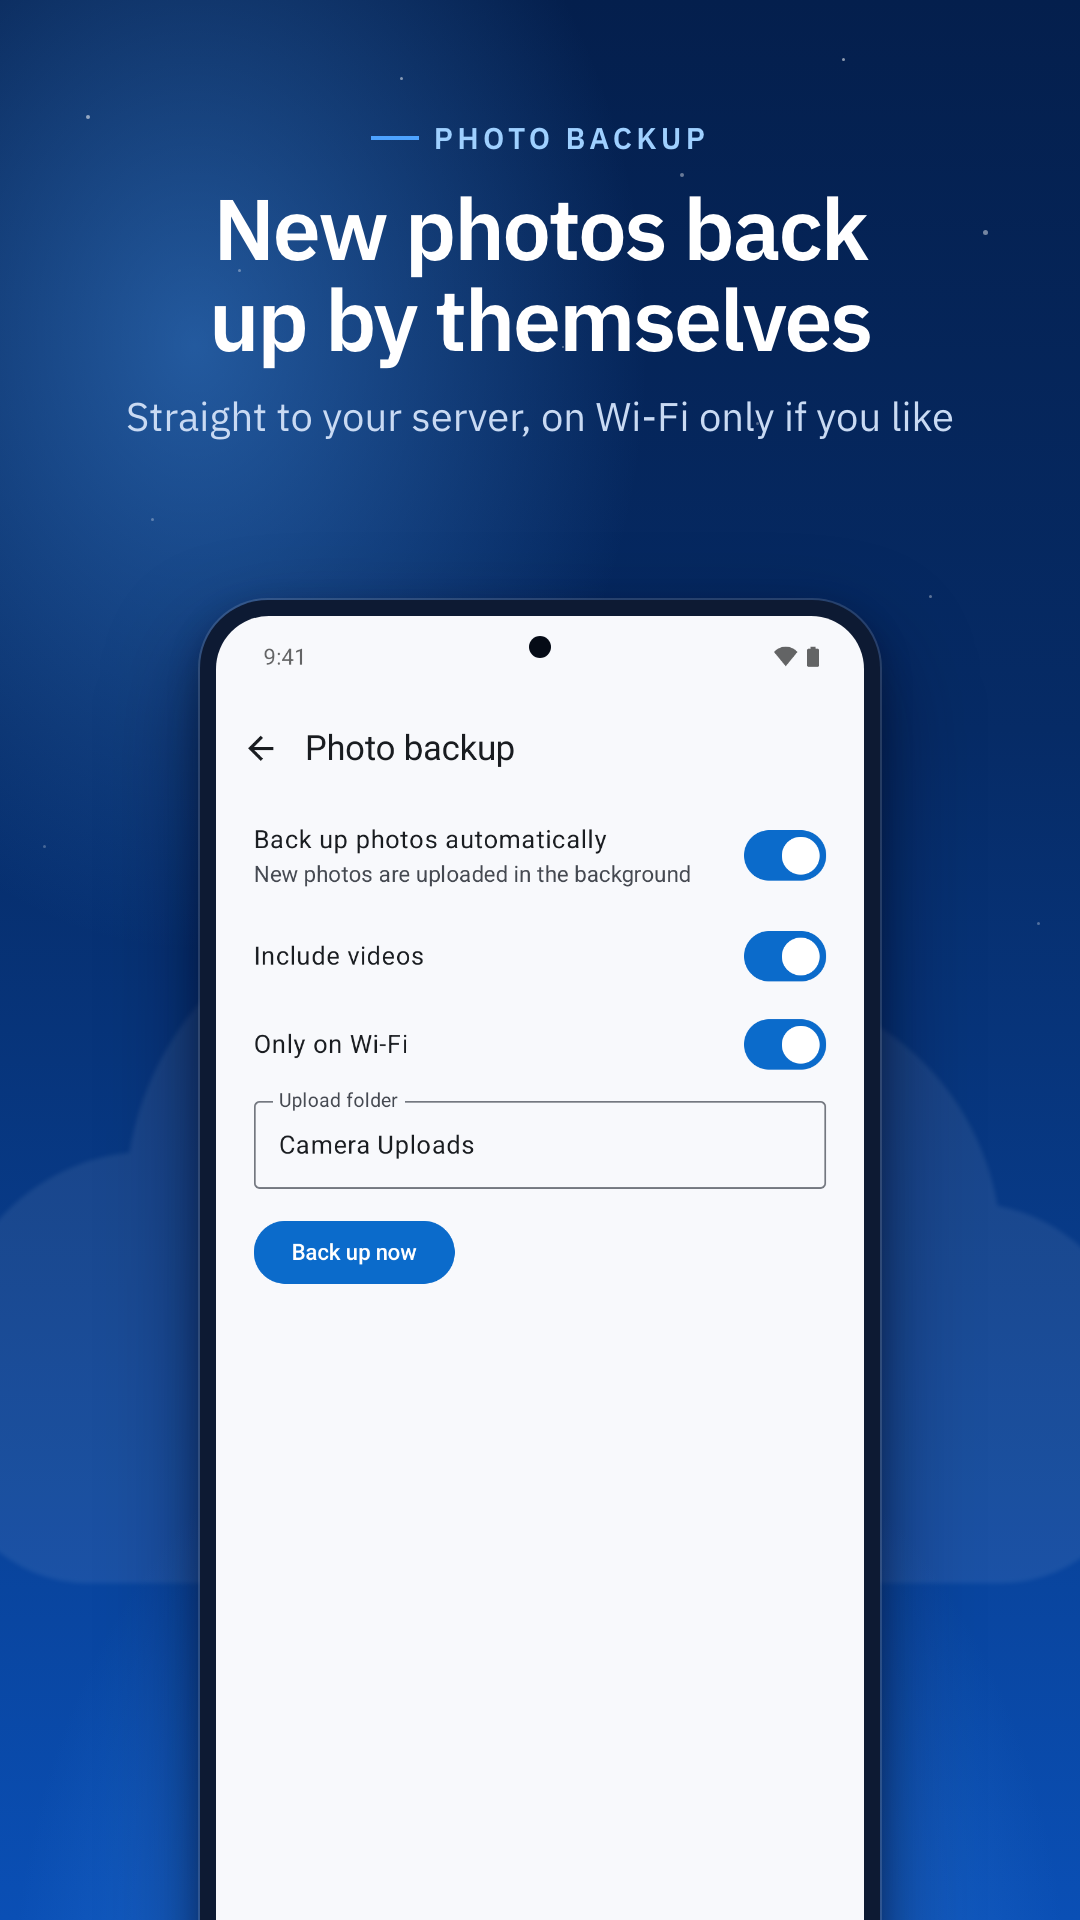 PHOTO BACKUP
New photos back
up by themselves
Straight to your server, on Wi-Fi only if you like
9:41
Photo backup
Back up photos automatically
New photos are uploaded in the background
Include videos
Only on Wi-Fi
Upload folder
Camera Uploads
Back up now